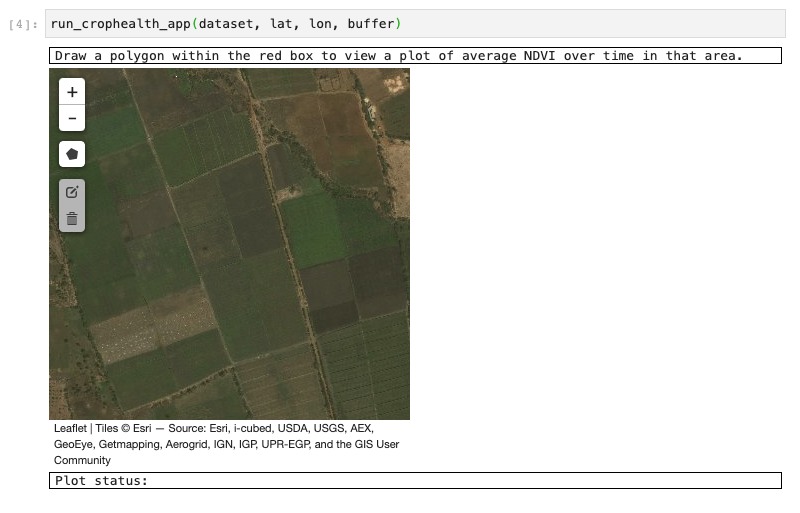 [4]: run_crophealth_app(dataset, lat, lon, buffer)
Draw a polygon within the red box to view a plot of average NDVI over time in that area.
+
-
Leaflet | Tiles © Esri — Source: Esri, i-cubed, USDA, USGS, AEX,
GeoEye, Getmapping, Aerogrid, IGN, IGP, UPR-EGP, and the GIS User
Community
Plot status: